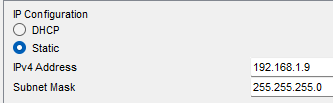 IP Configuration
DHCP
Static
IPv4 Address 192.168.1.9
Subnet Mask 255.255.255.0